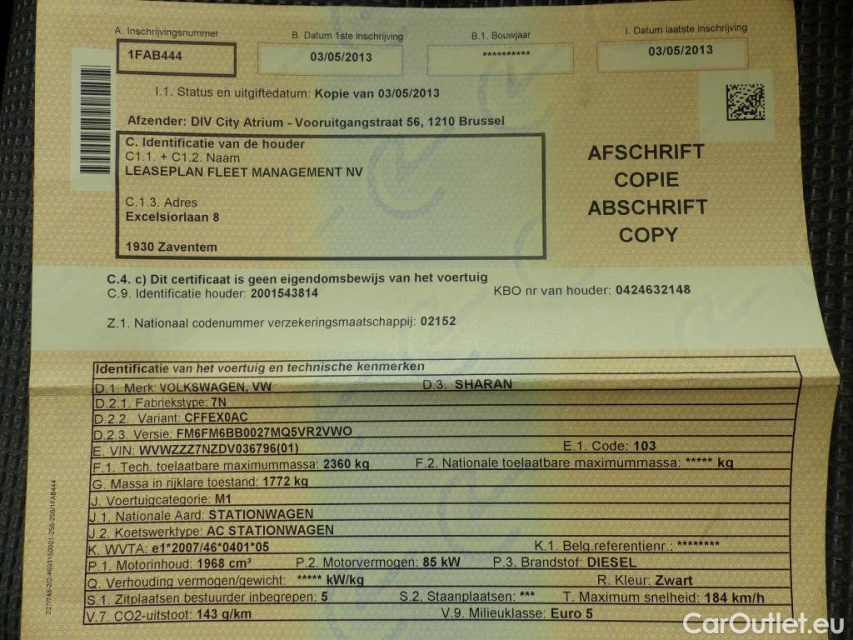 A. Inschrijvingsnummer B. Datum 1ste inschrijving B.1. Bouwjaar I. Datum laatste inschrijving
1FAB444 03/05/2013 ********** 03/05/2013
I.1. Status en uitgiftedatum: Kopie van 03/05/2013
Afzender: DIV City Atrium - Vooruitgangstraat 56, 1210 Brussel
C. Identificatie van de houder
C1.1. + C1.2. Naam
LEASEPLAN FLEET MANAGEMENT NV
C.1.3. Adres
Excelsiorlaan 8
1930 Zaventem
AFSCHRIFT
COPIE
ABSCHRIFT
COPY
C.4. c) Dit certificaat is geen eigendomsbewijs van het voertuig
C.9. Identificatie houder: 2001543814 KBO nr van houder: 0424632148
Z.1. Nationaal codenummer verzekeringsmaatschappij: 02152
Identificatie van het voertuig en technische kenmerken
D.1. Merk: VOLKSWAGEN, VW D.3. SHARAN
D.2.1. Fabriekstype: 7N
D.2.2. Variant: CFFEX0AC
D.2.3. Versie: FM6FM6BB0027MQ5VR2VWO
E. VIN: WVWZZZ7NZDV036796(01) E.1. Code: 103
F.1. Tech. toelaatbare maximummassa: 2360 kg F.2. Nationale toelaatbare maximummassa: ***** kg
G. Massa in rijklare toestand: 1772 kg
J. Voertuigcategorie: M1
J.1. Nationale Aard: STATIONWAGEN
J.2. Koetswerktype: AC STATIONWAGEN
K. WVTA: e1*2007/46*0401*05 K.1. Belg.referentienr.: ********
P.1. Motorinhoud: 1968 cm³ P.2. Motorvermogen: 85 kW P.3. Brandstof: DIESEL
Q. Verhouding vermogen/gewicht: ***** kW/kg R. Kleur: Zwart
S.1. Zitplaatsen bestuurder inbegrepen: 5 S.2. Staanplaatsen: *** T. Maximum snelheid: 184 km/h
V.7. CO2-uitstoot: 143 g/km V.9. Milieuklasse: Euro 5
CarOutlet.eu